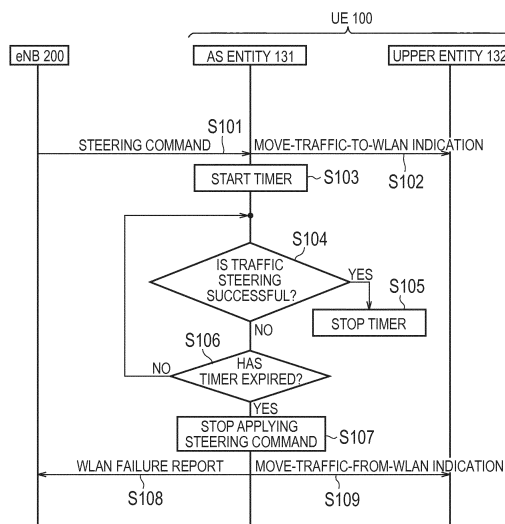 UE 100
eNB 200
AS ENTITY 131
UPPER ENTITY 132
S101
STEERING COMMAND
MOVE-TRAFFIC-TO-WLAN INDICATION
S102
START TIMER
S103
S104
IS TRAFFIC
STEERING
SUCCESSFUL?
YES
S105
STOP TIMER
NO
S106
HAS
TIMER EXPIRED?
NO
YES
STOP APPLYING
STEERING COMMAND
S107
WLAN FAILURE REPORT
MOVE-TRAFFIC-FROM-WLAN INDICATION
S108
S109